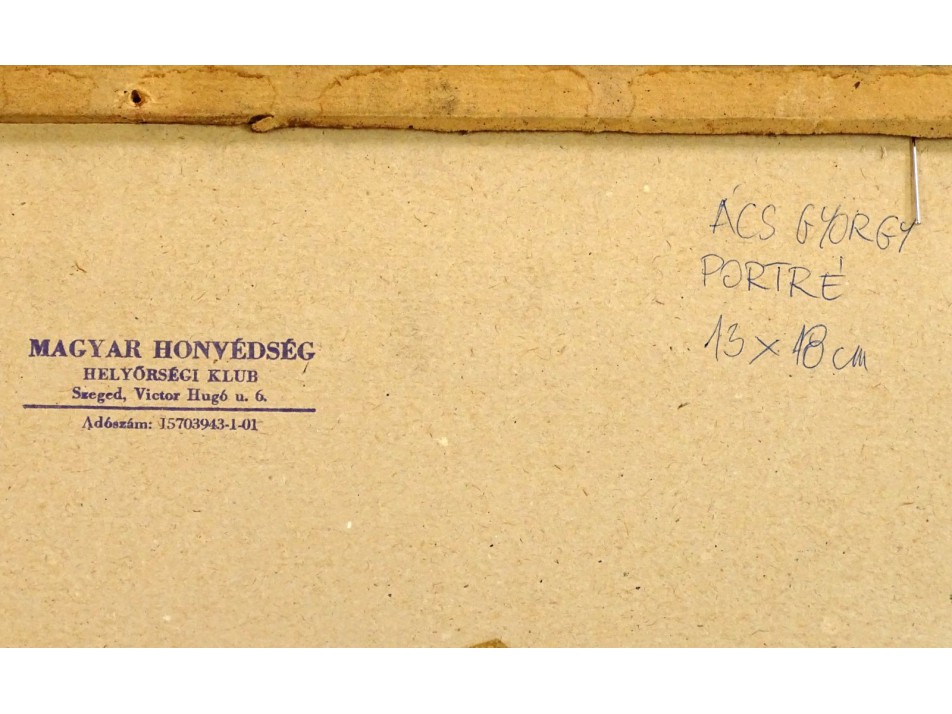 ÁCS GYÖRGY
PORTRÉ
13 x 18 cm
MAGYAR HONVÉDSÉG
HELYŐRSÉGI KLUB
Szeged, Victor Hugó u. 6.
Adószám: 15703943-1-01